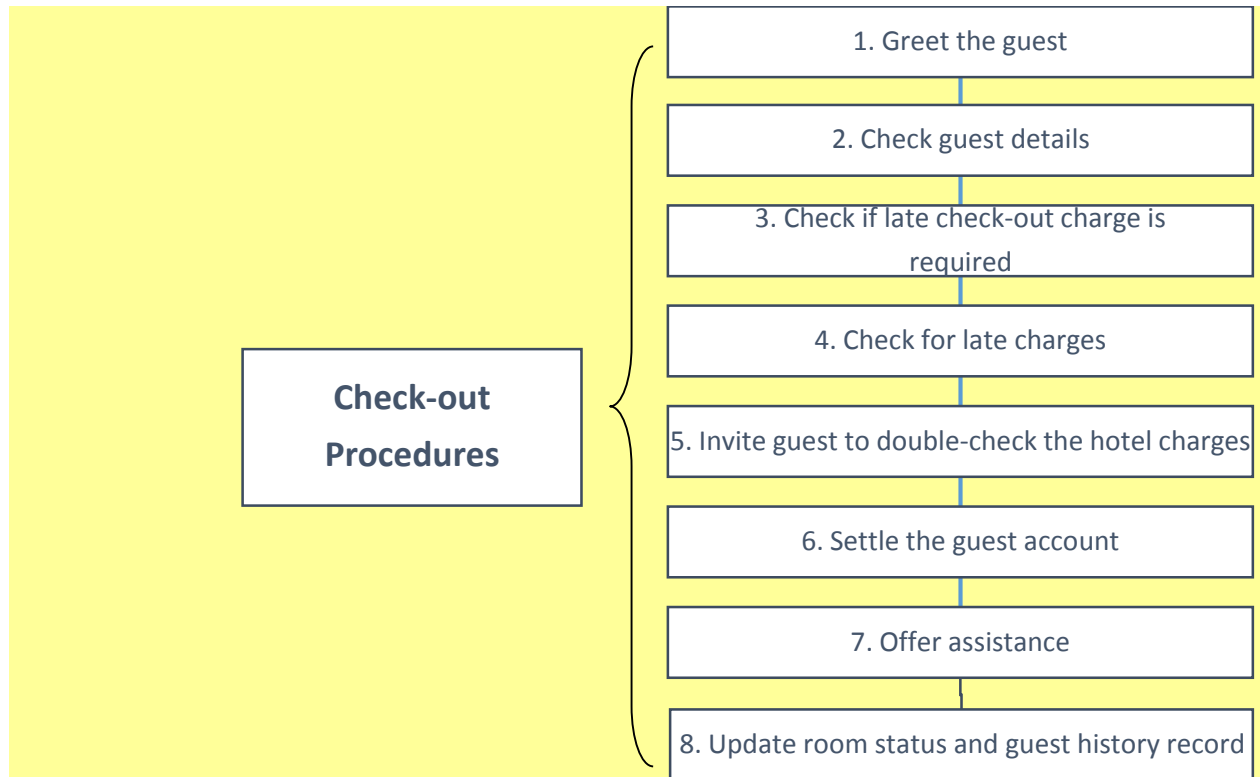 1. Greet the guest
2. Check guest details
3. Check if late check-out charge is
required
4. Check for late charges
Check-out
Procedures
5. Invite guest to double-check the hotel charges
6. Settle the guest account
7. Offer assistance
8. Update room status and guest history record